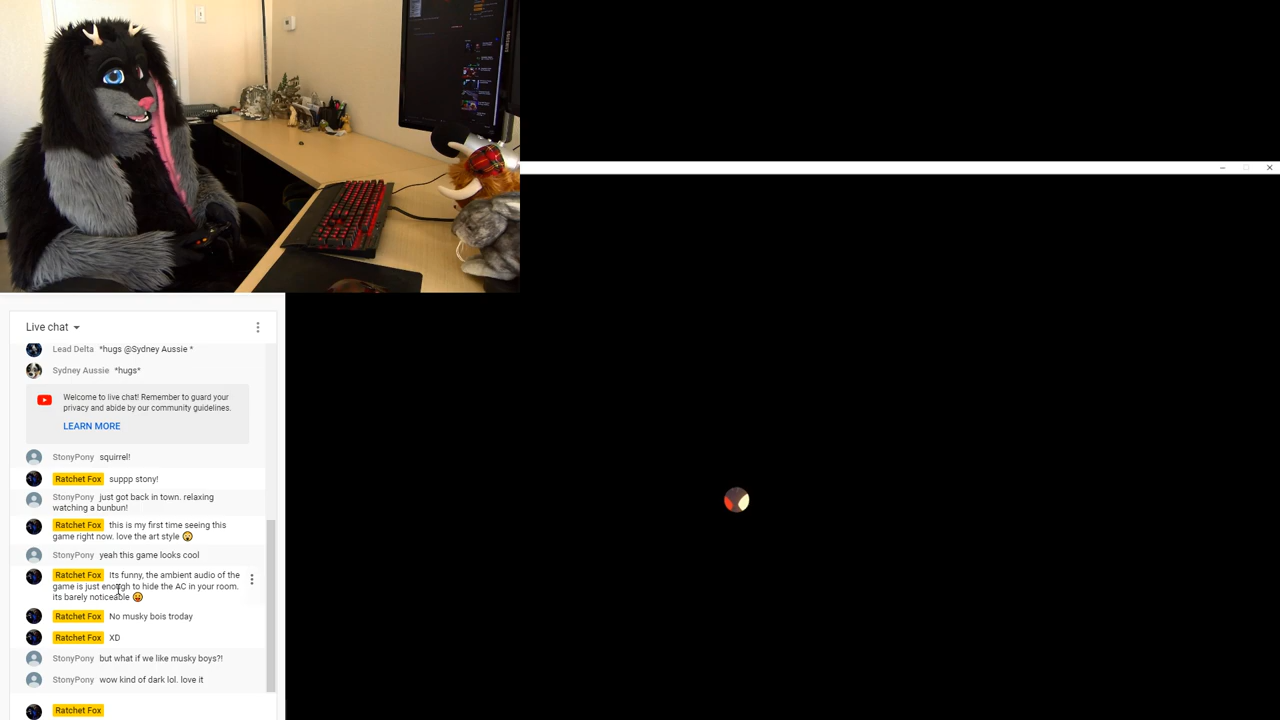 SAMSUNG
Live chat
Lead Delta *hugs @Sydney Aussie *
Sydney Aussie *hugs*
Welcome to live chat! Remember to guard your
privacy and abide by our community guidelines.
LEARN MORE
StonyPony squirrel!
Ratchet Fox suppp stony!
StonyPony just got back in town. relaxing
watching a bunbun!
Ratchet Fox this is my first time seeing this
game right now. love the art style
StonyPony yeah this game looks cool
Ratchet Fox Its funny, the ambient audio of the
game is just enough to hide the AC in your room.
its barely noticeable
Ratchet Fox No musky bois troday
Ratchet Fox XD
StonyPony but what if we like musky boys?!
StonyPony wow kind of dark lol. love it
Ratchet Fox